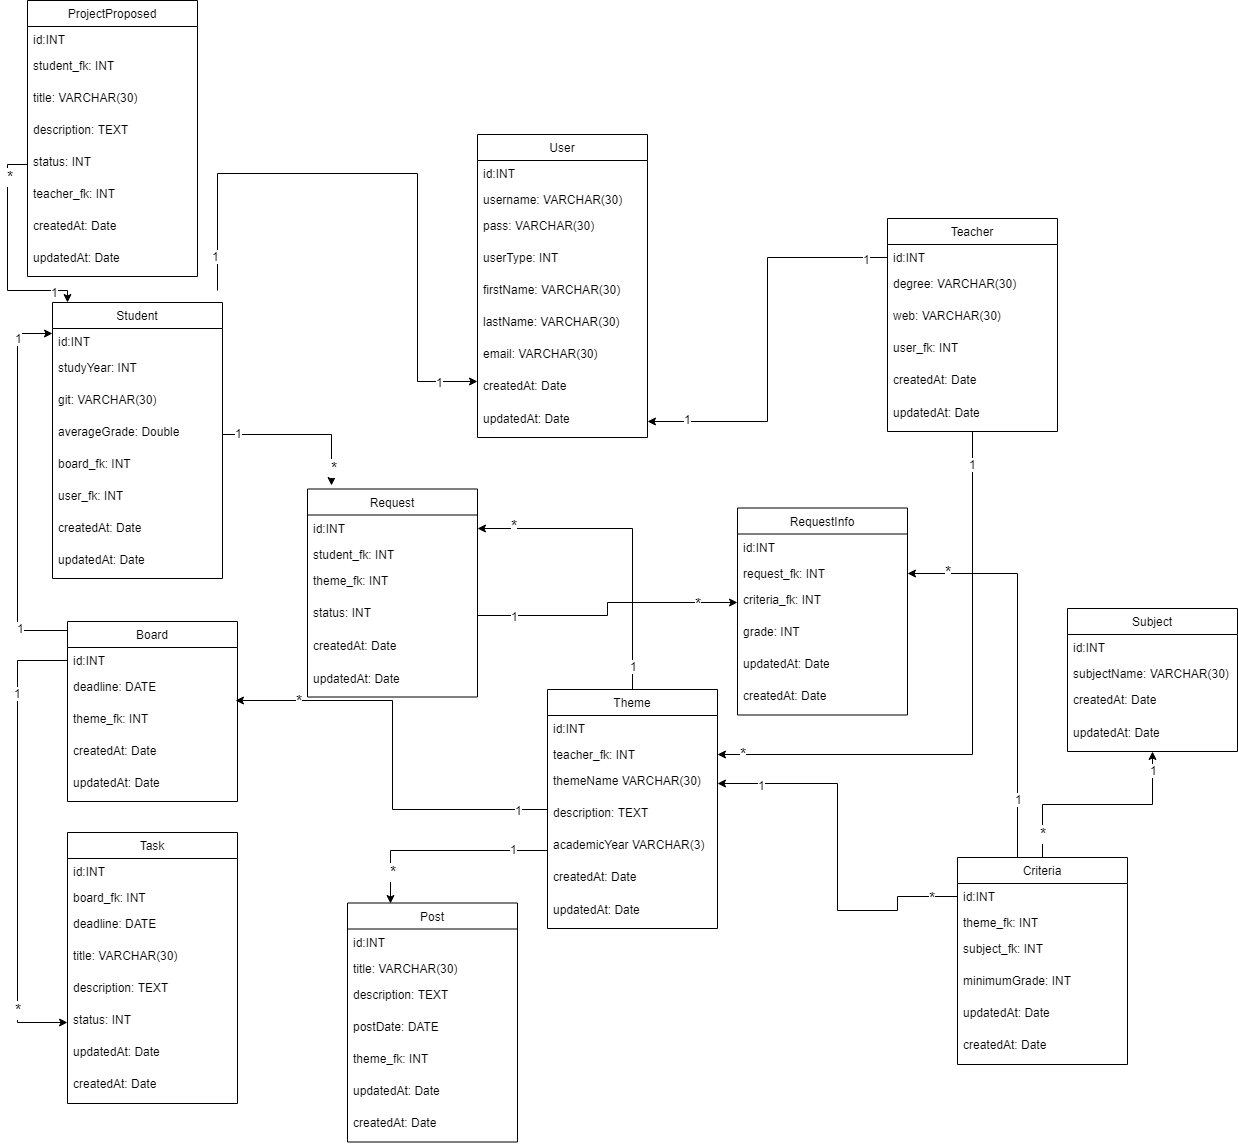 ProjectProposed
id:INT
student_fk: INT
title: VARCHAR(30)
description: TEXT
status: INT
teacher_fk: INT
createdAt: Date
updatedAt: Date
*
1
User
id:INT
username: VARCHAR(30)
pass: VARCHAR(30)
userType: INT
firstName: VARCHAR(30)
lastName: VARCHAR(30)
email: VARCHAR(30)
createdAt: Date
updatedAt: Date
1
1
Teacher
id:INT
degree: VARCHAR(30)
web: VARCHAR(30)
user_fk: INT
createdAt: Date
updatedAt: Date
1
1
1
Student
id:INT
studyYear: INT
git: VARCHAR(30)
averageGrade: Double
board_fk: INT
user_fk: INT
createdAt: Date
updatedAt: Date
1
1
1
*
Request
id:INT
student_fk: INT
theme_fk: INT
status: INT
createdAt: Date
updatedAt: Date
*
1
*
RequestInfo
id:INT
request_fk: INT
criteria_fk: INT
grade: INT
updatedAt: Date
createdAt: Date
*
Subject
id:INT
subjectName: VARCHAR(30)
createdAt: Date
updatedAt: Date
1
*
1
Board
id:INT
deadline: DATE
theme_fk: INT
createdAt: Date
updatedAt: Date
1
*
*
1
1
*
Theme
id:INT
teacher_fk: INT
themeName VARCHAR(30)
description: TEXT
academicYear VARCHAR(3)
createdAt: Date
updatedAt: Date
1
*
1
*
Task
id:INT
board_fk: INT
deadline: DATE
title: VARCHAR(30)
description: TEXT
status: INT
updatedAt: Date
createdAt: Date
Post
id:INT
title: VARCHAR(30)
description: TEXT
postDate: DATE
theme_fk: INT
updatedAt: Date
createdAt: Date
Criteria
id:INT
theme_fk: INT
subject_fk: INT
minimumGrade: INT
updatedAt: Date
createdAt: Date